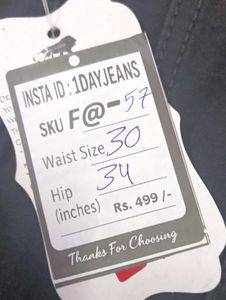 INSTA ID : 1DAYJEANS
SKU F@-57
Waist Size 30
Hip 34
(inches) Rs. 499 /-
Thanks For Choosing